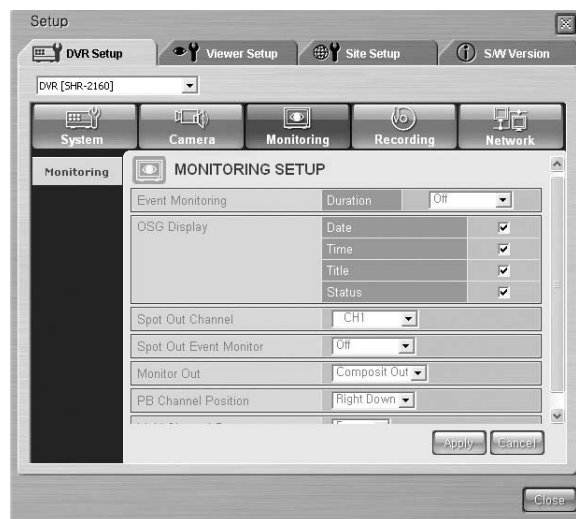 Setup
DVR Setup Viewer Setup Site Setup S/W Version
DVR [SHR-2160]
System Camera Monitoring Recording Network
Monitoring
MONITORING SETUP
Event Monitoring Duration Off
OSG Display Date
Time
Title
Status
Spot Out Channel CH1
Spot Out Event Monitor Off
Monitor Out Composit Out
PB Channel Position Right Down
Apply Cancel
Close